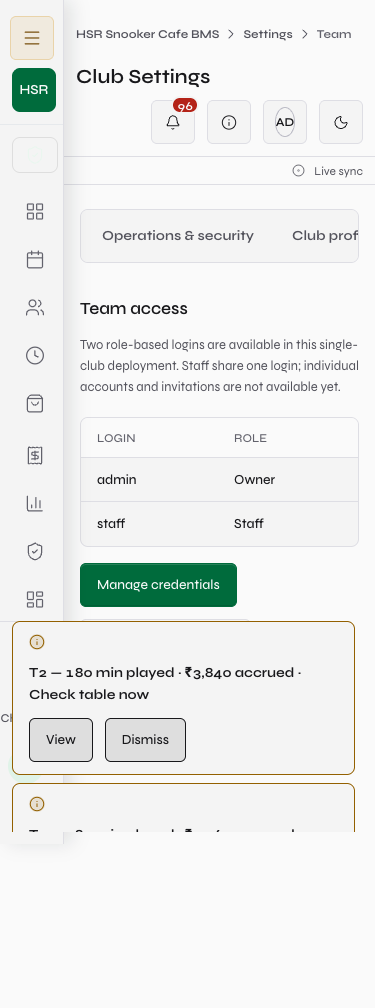 HSR Snooker Cafe BMS > Settings > Team
HSR
Club Settings
96
AD
Live sync
Operations & security
Club prof
Team access
Two role-based logins are available in this single-
club deployment. Staff share one login; individual
accounts and invitations are not available yet.
LOGIN ROLE
admin Owner
staff Staff
Manage credentials
T2 — 180 min played · ₹3,840 accrued ·
Check table now
View
Dismiss